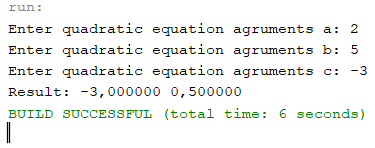 run:
Enter quadratic equation agruments a: 2
Enter quadratic equation agruments b: 5
Enter quadratic equation agruments c: -3
Result: -3,000000 0,500000
BUILD SUCCESSFUL (total time: 6 seconds)